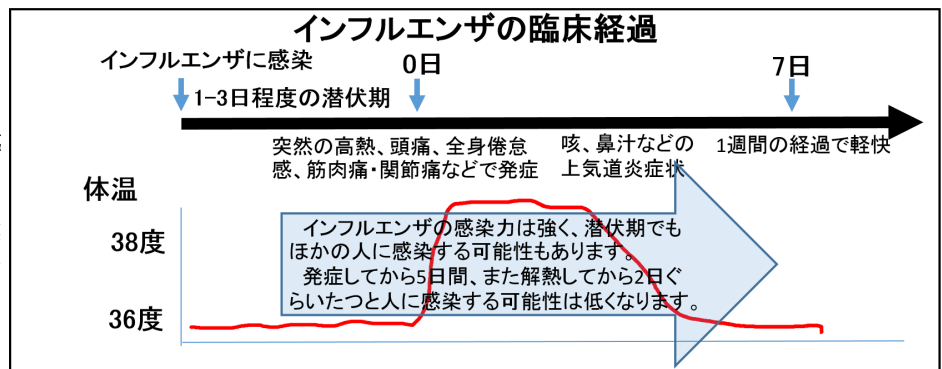 インフルエンザの臨床経過
インフルエンザに感染
0日
7日
1-3日程度の潜伏期
突然の高熱、頭痛、全身倦怠
感、筋肉痛・関節痛などで発症
咳、鼻汁などの
上気道炎症状
1週間の経過で軽快
体温
38度
36度
インフルエンザの感染力は強く、潜伏期でも
ほかの人に感染する可能性もあります。
発症してから5日間、また解熱してから2日ぐ
らいたつと人に感染する可能性は低くなります。